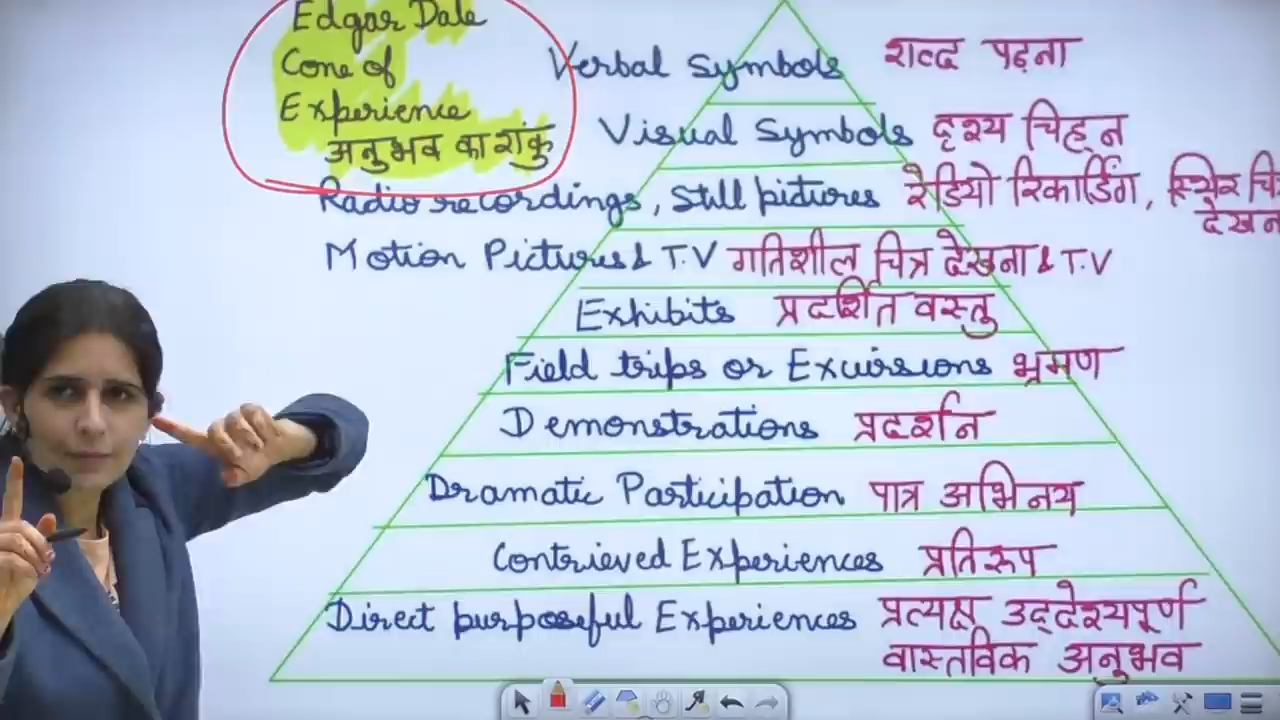 Edgar Dale
Cone of
Experience
अनुभव का शंकु
Verbal Symbols शब्द पढ़ना
Visual Symbols दृश्य चिह्न
Radio recordings, Still pictures रेडियो रिकार्डिंग, स्थिर
Motion Pictures & T.V गतिशील चित्र देखना & T.V
Exhibits प्रदर्शित वस्तु
Field trips or Excursions भ्रमण
Demonstrations प्रदर्शन
Dramatic Participation पात्र अभिनय
Contrieved Experiences प्रतिरूप
Direct purposeful Experiences प्रत्यक्ष उद्देश्यपूर्ण
वास्तविक अनुभव